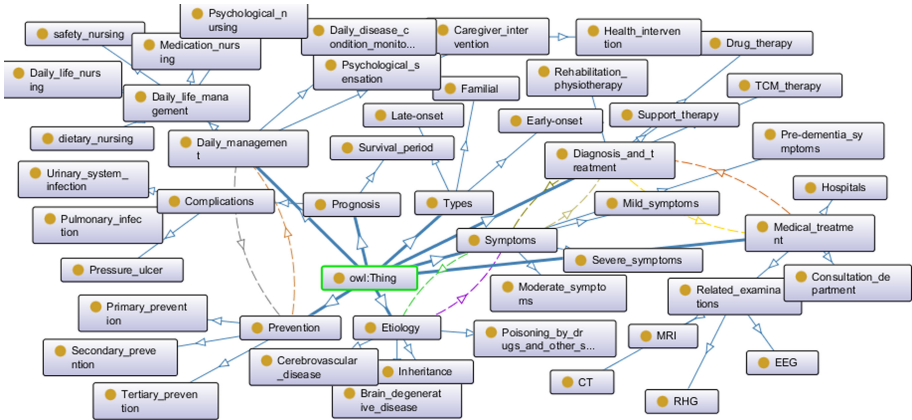 Psychological_n
ursing
safety_nursing
Medication_nurs
ing
Daily_disease_c
ondition_monito...
Caregiver_inter
vention
Health_interven
tion
Drug_therapy
Daily_life_nurs
ing
Daily_life_mana
gement
Psychological_s
ensation
Familial
Rehabilitation_
physiotherapy
TCM_therapy
dietary_nursing
Daily_managemen
t
Late-onset
Early-onset
Support_therapy
Survival_period
Diagnosis_and_t
reatment
Pre-dementia_sy
mptoms
Urinary_system_
infection
Complications
Prognosis
Types
Mild_symptoms
Hospitals
Pulmonary_infec
tion
Symptoms
Medical_treatme
nt
Pressure_ulcer
owl:Thing
Severe_symptoms
Moderate_sympto
ms
Related_examina
tions
Consultation_de
partment
Primary_prevent
ion
Prevention
Etiology
Poisoning_by_dr
ugs_and_other_s...
MRI
Secondary_preve
ntion
Cerebrovascular
_disease
Inheritance
EEG
Tertiary_preven
tion
Brain_degenerat
ive_disease
CT
RHG